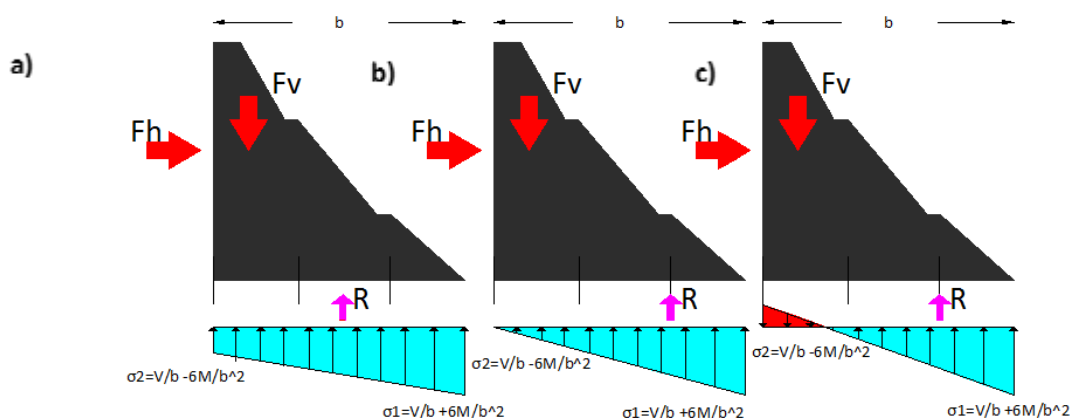 b
b
b
a)
b)
c)
Fv
Fv
Fv
Fh
Fh
Fh
R
R
R
σ2=V/b -6M/b^2
σ2=V/b -6M/b^2
σ2=V/b -6M/b^2
σ1=V/b +6M/b^2
σ1=V/b +6M/b^2
σ1=V/b +6M/b^2